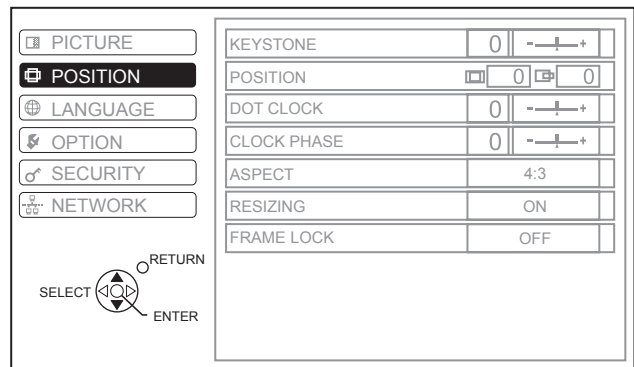 PICTURE
POSITION
LANGUAGE
OPTION
SECURITY
NETWORK
RETURN
SELECT
ENTER
KEYSTONE 0 - +
POSITION 0 0
DOT CLOCK 0 - +
CLOCK PHASE 0 - +
ASPECT 4:3
RESIZING ON
FRAME LOCK OFF